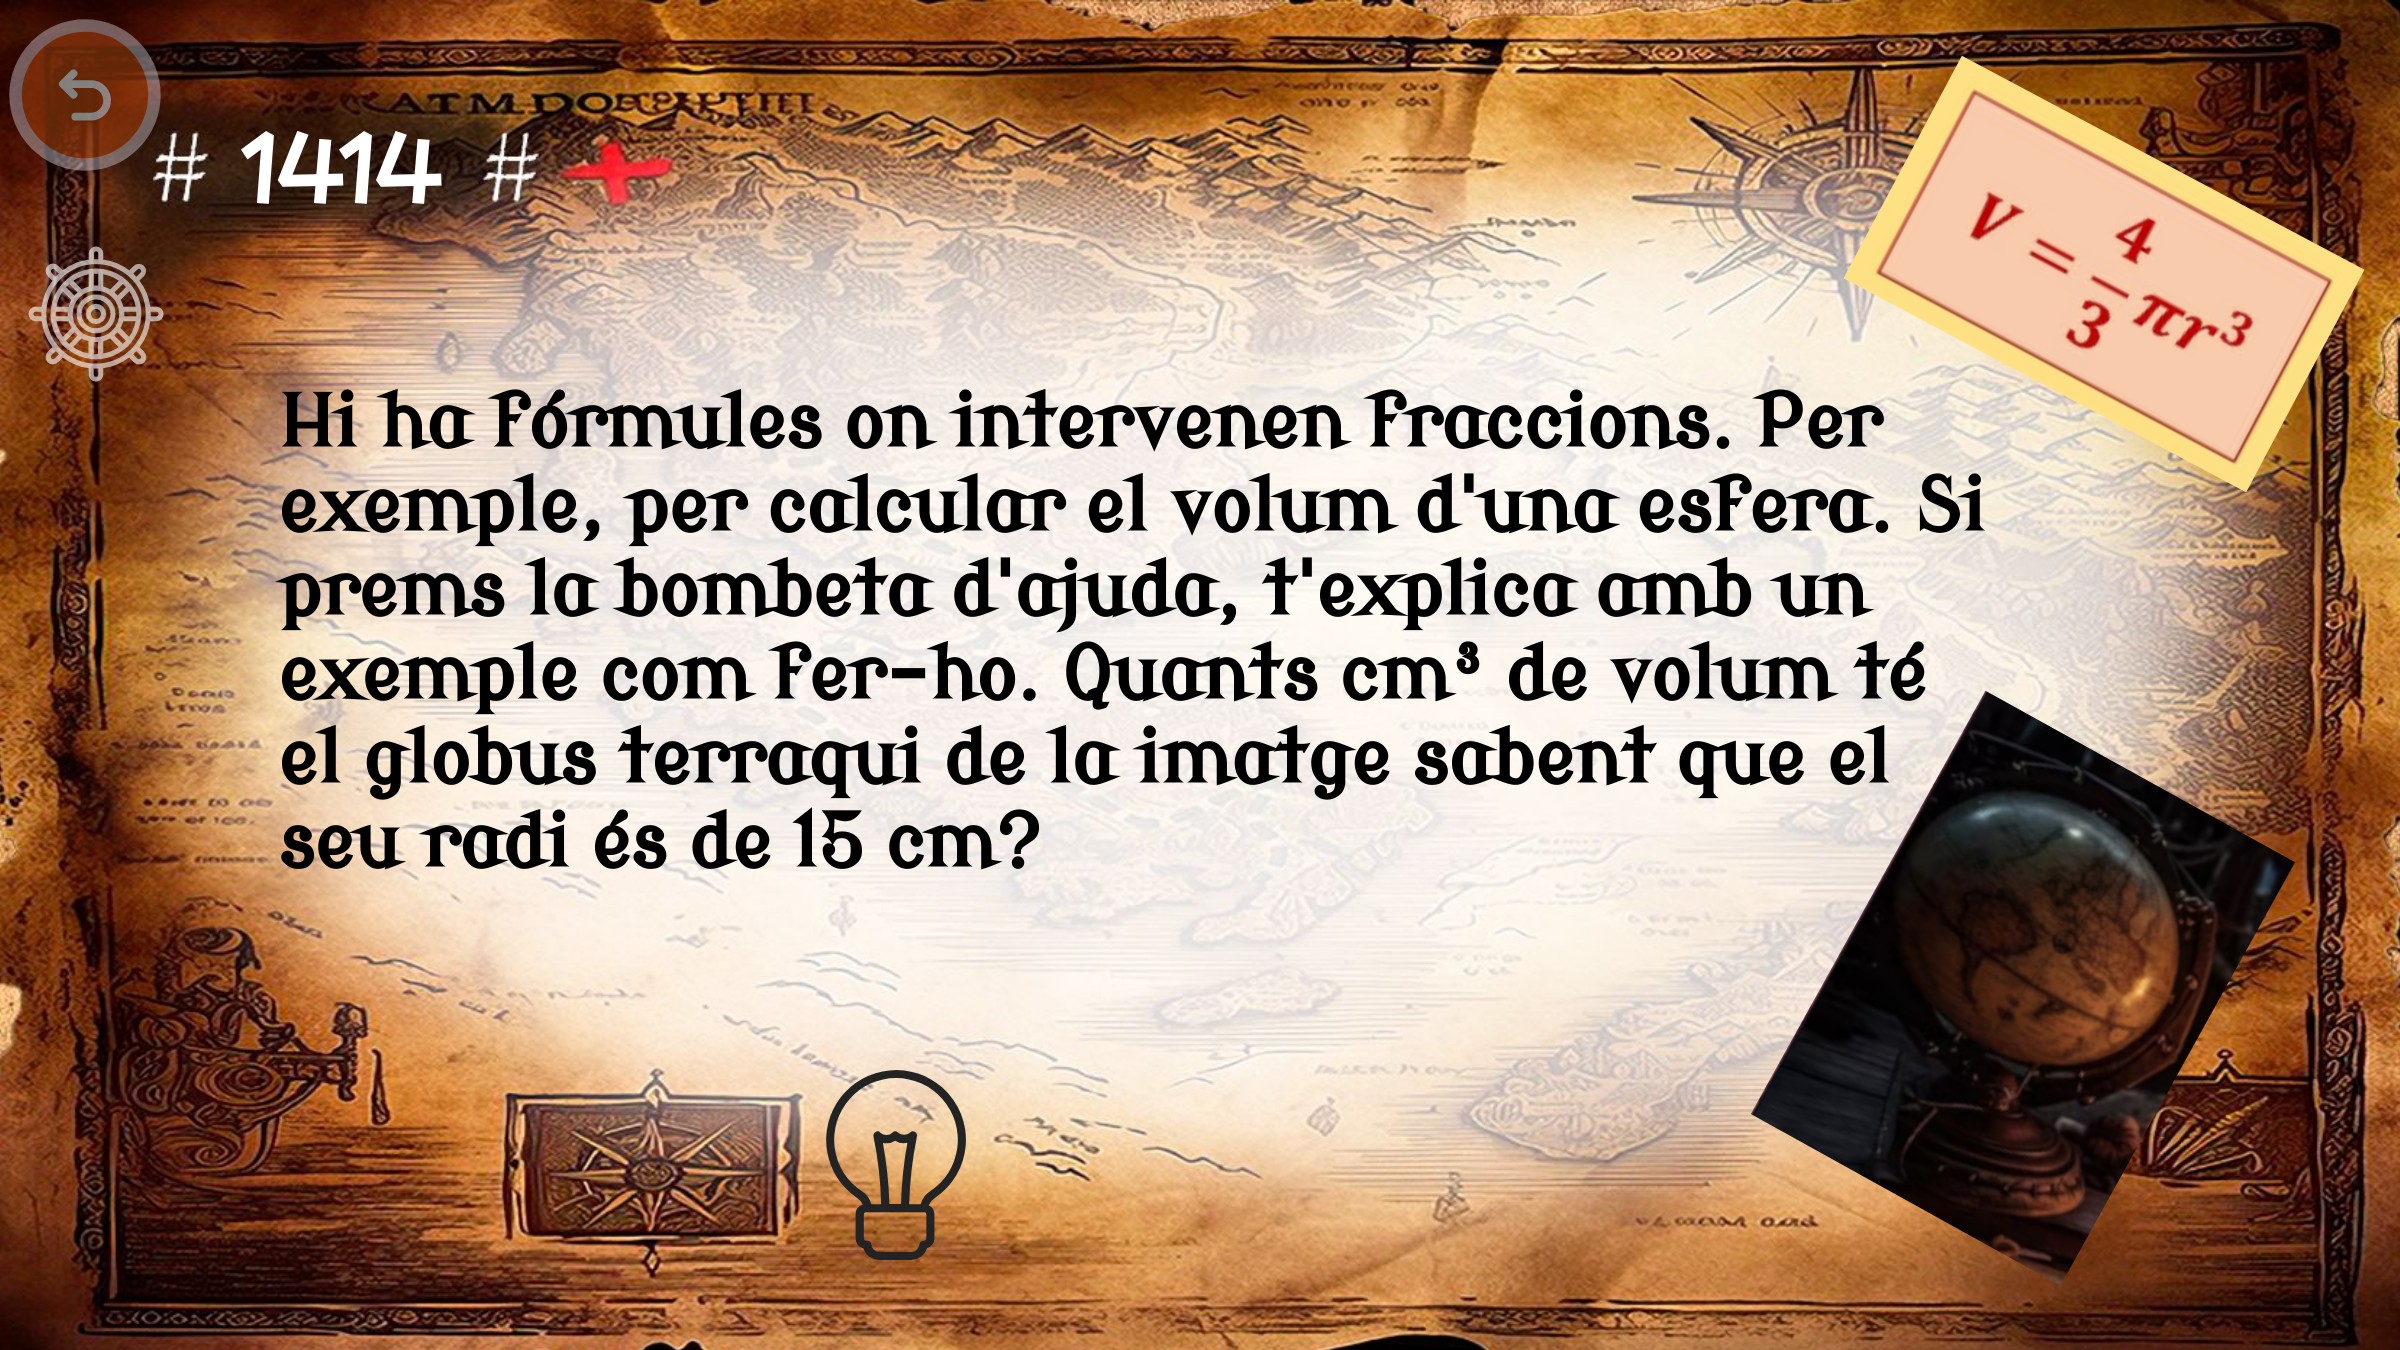 # 1414 #
V = 4/3 πr³
Hi ha fórmules on intervenen fraccions. Per
exemple, per calcular el volum d'una esfera. Si
prems la bombeta d'ajuda, t'explica amb un
exemple com fer-ho. Quants cm³ de volum té
el globus terraqui de la imatge sabent que el
seu radi és de 15 cm?